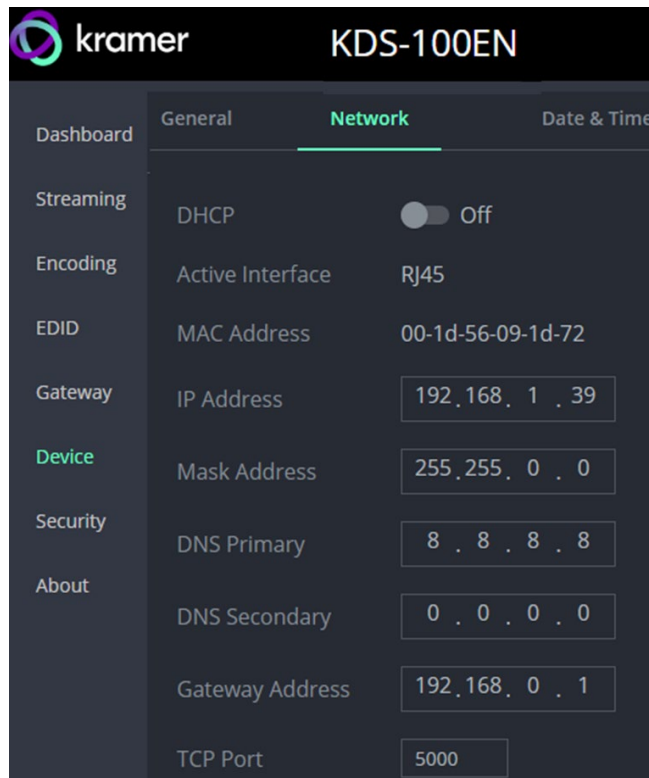 kramer KDS-100EN
General Network Date & Time
Dashboard
Streaming
Encoding
EDID
Gateway
Device
Security
About
DHCP Off
Active Interface RJ45
MAC Address 00-1d-56-09-1d-72
IP Address 192.168.1.39
Mask Address 255.255.0.0
DNS Primary 8.8.8.8
DNS Secondary 0.0.0.0
Gateway Address 192.168.0.1
TCP Port 5000